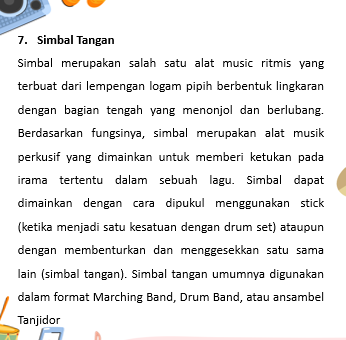 7. Simbal Tangan
Simbal merupakan salah satu alat music ritmis yang
terbuat dari lempengan logam pipih berbentuk lingkaran
dengan bagian tengah yang menonjol dan berlubang.
Berdasarkan fungsinya, simbal merupakan alat musik
perkusif yang dimainkan untuk memberi ketukan pada
irama tertentu dalam sebuah lagu. Simbal dapat
dimainkan dengan cara dipukul menggunakan stick
(ketika menjadi satu kesatuan dengan drum set) ataupun
dengan membenturkan dan menggesekkan satu sama
lain (simbal tangan). Simbal tangan umumnya digunakan
dalam format Marching Band, Drum Band, atau ansambel
Tanjidor